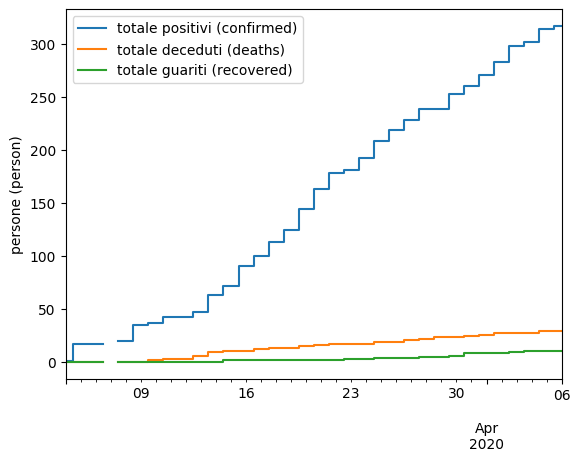 totale positivi (confirmed)
totale deceduti (deaths)
totale guariti (recovered)
persone (person)
300
250
200
150
100
50
0
09
16
23
30
06
Apr
2020